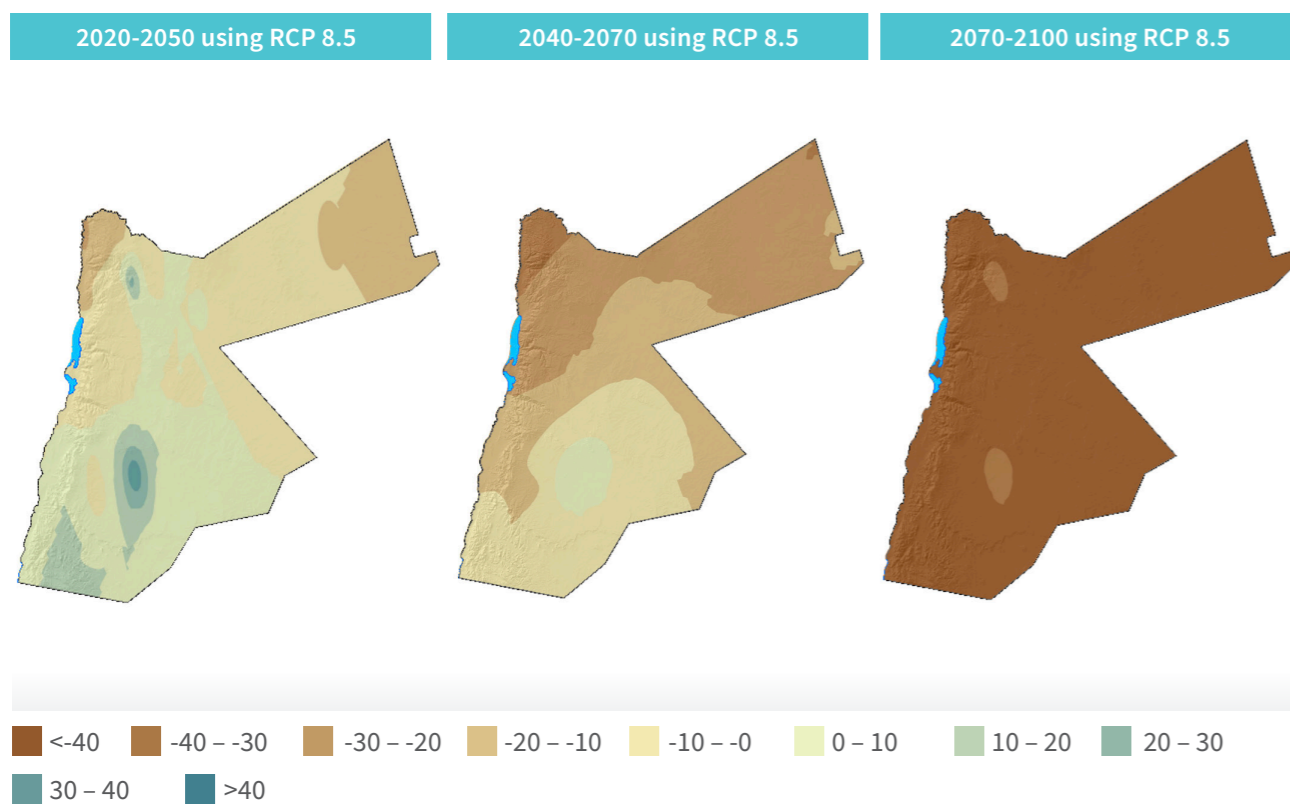 2020-2050 using RCP 8.5
2040-2070 using RCP 8.5
2070-2100 using RCP 8.5
<-40 -40 – -30 -30 – -20 -20 – -10 -10 – -0 0 – 10 10 – 20 20 – 30
30 – 40 >40